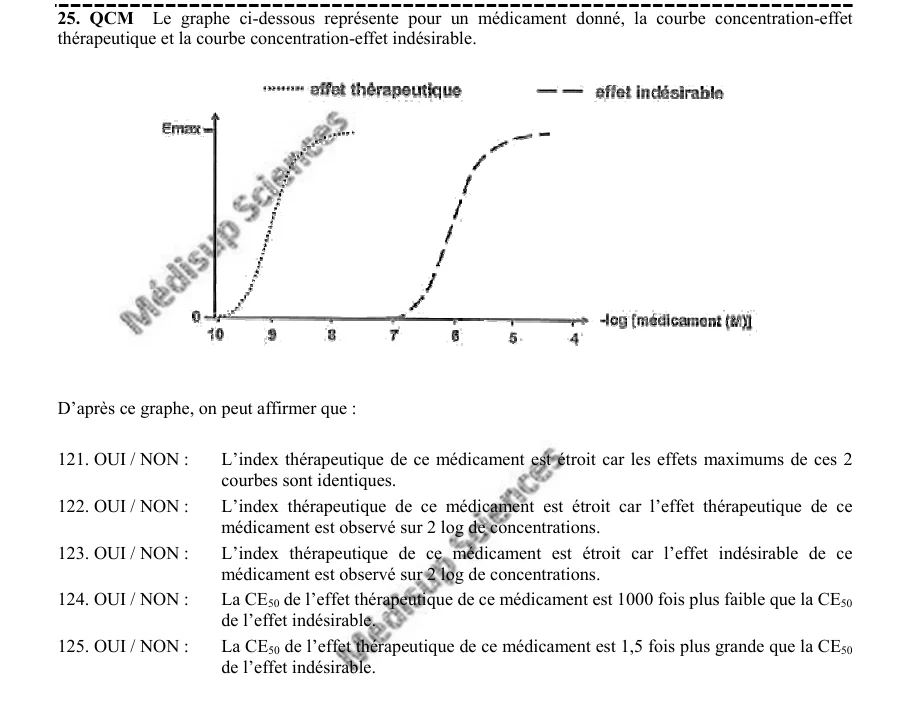 25. QCM Le graphe ci-dessous représente pour un médicament donné, la courbe concentration-effet
thérapeutique et la courbe concentration-effet indésirable.
effet thérapeutique
effet indésirable
Emax
0
10 9 8 7 6 5 4
-log [médicament (M)]
Médisup Sciences
D'après ce graphe, on peut affirmer que :
121. OUI / NON : L'index thérapeutique de ce médicament est étroit car les effets maximums de ces 2
courbes sont identiques.
122. OUI / NON : L'index thérapeutique de ce médicament est étroit car l'effet thérapeutique de ce
médicament est observé sur 2 log de concentrations.
123. OUI / NON : L'index thérapeutique de ce médicament est étroit car l'effet indésirable de ce
médicament est observé sur 2 log de concentrations.
124. OUI / NON : La CE50 de l'effet thérapeutique de ce médicament est 1000 fois plus faible que la CE50
de l'effet indésirable.
125. OUI / NON : La CE50 de l'effet thérapeutique de ce médicament est 1,5 fois plus grande que la CE50
de l'effet indésirable.
Médisup Sciences